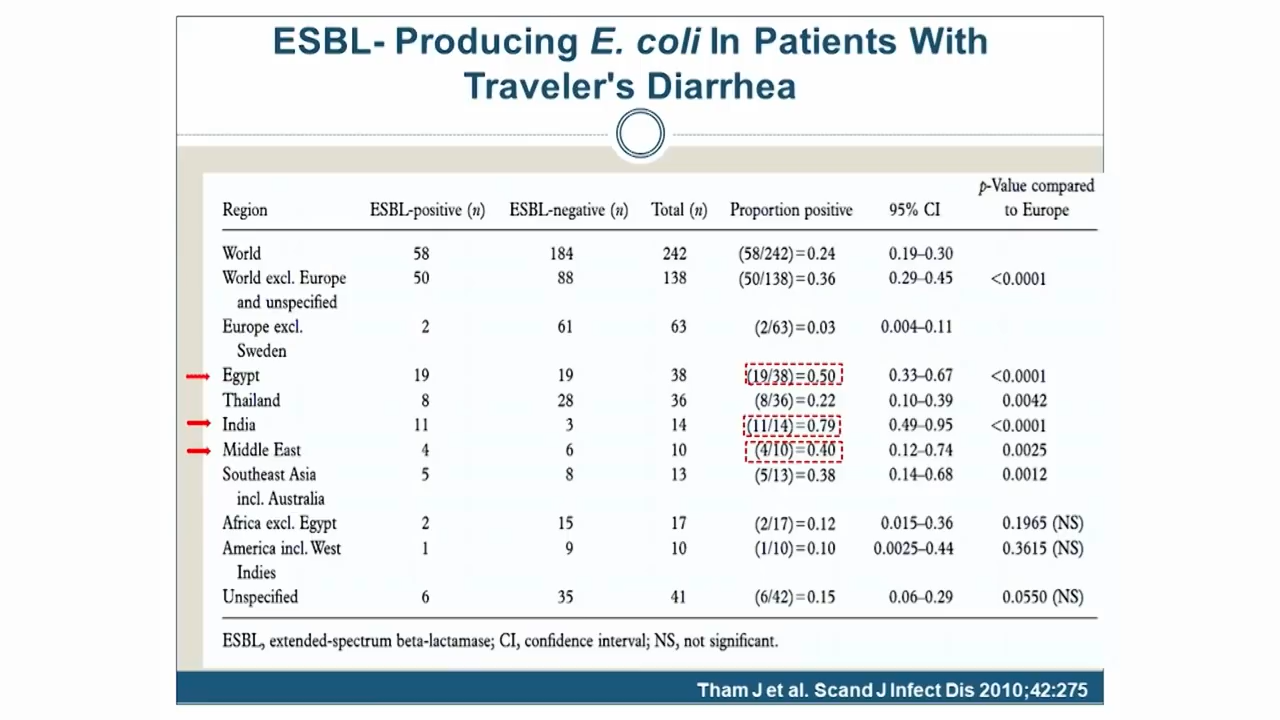 ESBL- Producing E. coli In Patients With
Traveler's Diarrhea
p-Value compared
Region ESBL-positive (n) ESBL-negative (n) Total (n) Proportion positive 95% CI to Europe
World 58 184 242 (58/242)=0.24 0.19–0.30
World excl. Europe 50 88 138 (50/138)=0.36 0.29–0.45 <0.0001
and unspecified
Europe excl. 2 61 63 (2/63)=0.03 0.004–0.11
Sweden
Egypt 19 19 38 (19/38)=0.50 0.33–0.67 <0.0001
Thailand 8 28 36 (8/36)=0.22 0.10–0.39 0.0042
India 11 3 14 (11/14)=0.79 0.49–0.95 <0.0001
Middle East 4 6 10 (4/10)=0.40 0.12–0.74 0.0025
Southeast Asia 5 8 13 (5/13)=0.38 0.14–0.68 0.0012
incl. Australia
Africa excl. Egypt 2 15 17 (2/17)=0.12 0.015–0.36 0.1965 (NS)
America incl. West 1 9 10 (1/10)=0.10 0.0025–0.44 0.3615 (NS)
Indies
Unspecified 6 35 41 (6/42)=0.15 0.06–0.29 0.0550 (NS)
ESBL, extended-spectrum beta-lactamase; CI, confidence interval; NS, not significant.
Tham J et al. Scand J Infect Dis 2010;42:275